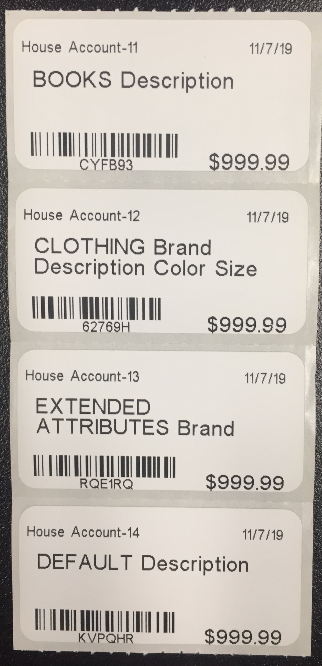 House Account-11 11/7/19
BOOKS Description
CYFB93 $999.99
House Account-12 11/7/19
CLOTHING Brand
Description Color Size
62769H $999.99
House Account-13 11/7/19
EXTENDED
ATTRIBUTES Brand
RQE1RQ $999.99
House Account-14 11/7/19
DEFAULT Description
KVPQHR $999.99